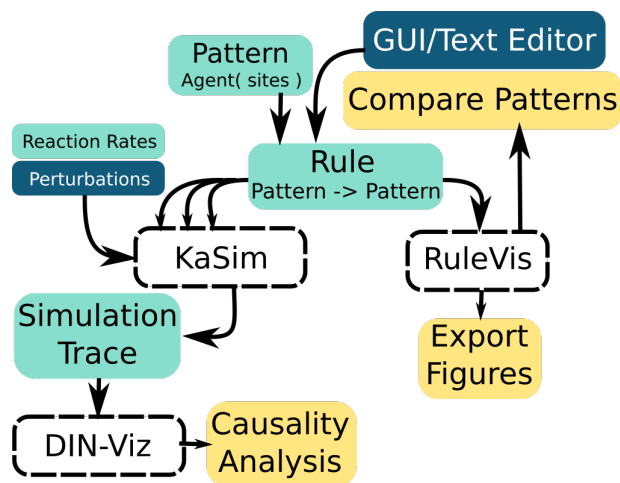 GUI/Text Editor
Pattern
Agent( sites )
Compare Patterns
Reaction Rates
Perturbations
Rule
Pattern -> Pattern
KaSim
RuleVis
Simulation
Trace
Export
Figures
DIN-Viz
Causality
Analysis